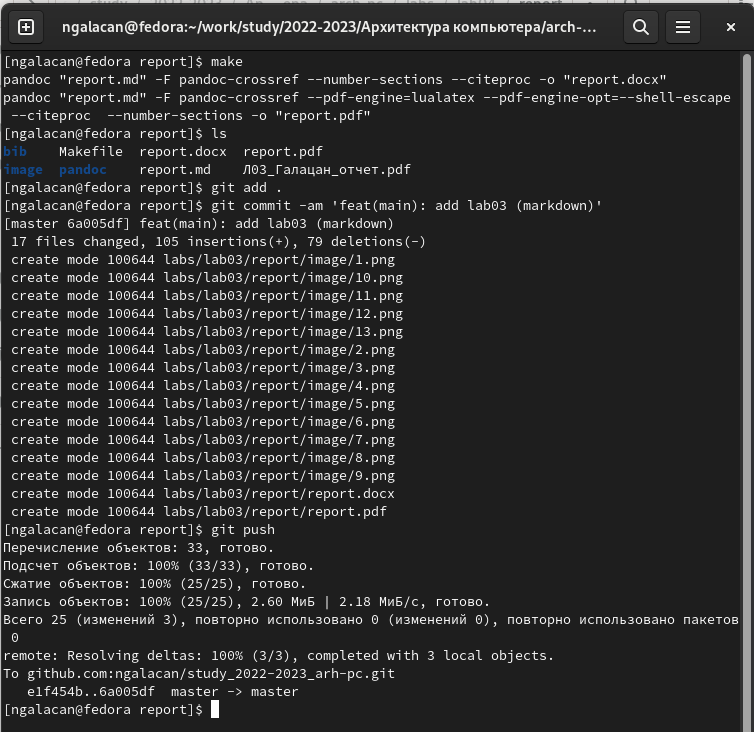 ngalacan@fedora:~/work/study/2022-2023/Архитектура компьютера/arch-...
[ngalacan@fedora report]$ make
pandoc "report.md" -F pandoc-crossref --number-sections --citeproc -o "report.docx"
pandoc "report.md" -F pandoc-crossref --pdf-engine=lualatex --pdf-engine-opt=--shell-escape
--citeproc  --number-sections -o "report.pdf"
[ngalacan@fedora report]$ ls
bib    Makefile  report.docx  report.pdf
image  pandoc    report.md    Л03_Галацан_отчет.pdf
[ngalacan@fedora report]$ git add .
[ngalacan@fedora report]$ git commit -am 'feat(main): add lab03 (markdown)'
[master 6a005df] feat(main): add lab03 (markdown)
17 files changed, 105 insertions(+), 79 deletions(-)
create mode 100644 labs/lab03/report/image/1.png
create mode 100644 labs/lab03/report/image/10.png
create mode 100644 labs/lab03/report/image/11.png
create mode 100644 labs/lab03/report/image/12.png
create mode 100644 labs/lab03/report/image/13.png
create mode 100644 labs/lab03/report/image/2.png
create mode 100644 labs/lab03/report/image/3.png
create mode 100644 labs/lab03/report/image/4.png
create mode 100644 labs/lab03/report/image/5.png
create mode 100644 labs/lab03/report/image/6.png
create mode 100644 labs/lab03/report/image/7.png
create mode 100644 labs/lab03/report/image/8.png
create mode 100644 labs/lab03/report/image/9.png
create mode 100644 labs/lab03/report/report.docx
create mode 100644 labs/lab03/report/report.pdf
[ngalacan@fedora report]$ git push
Перечисление объектов: 33, готово.
Подсчет объектов: 100% (33/33), готово.
Сжатие объектов: 100% (25/25), готово.
Запись объектов: 100% (25/25), 2.60 МиБ | 2.18 МиБ/с, готово.
Всего 25 (изменений 3), повторно использовано 0 (изменений 0), повторно использовано пакетов
0
remote: Resolving deltas: 100% (3/3), completed with 3 local objects.
To github.com:ngalacan/study_2022-2023_arh-pc.git
e1f454b..6a005df  master -> master
[ngalacan@fedora report]$